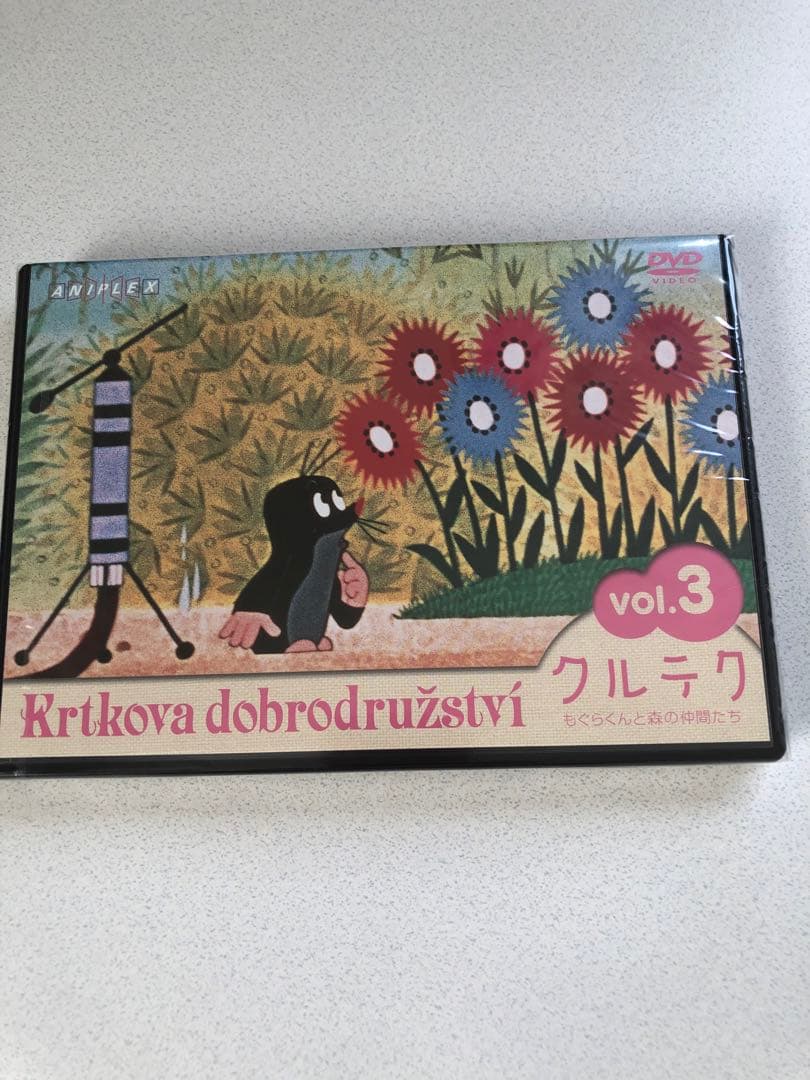 ANIPLEX
DVD
VIDEO
vol.3
クルテク
もぐらくんと森の仲間たち
Krtkova dobrodružství